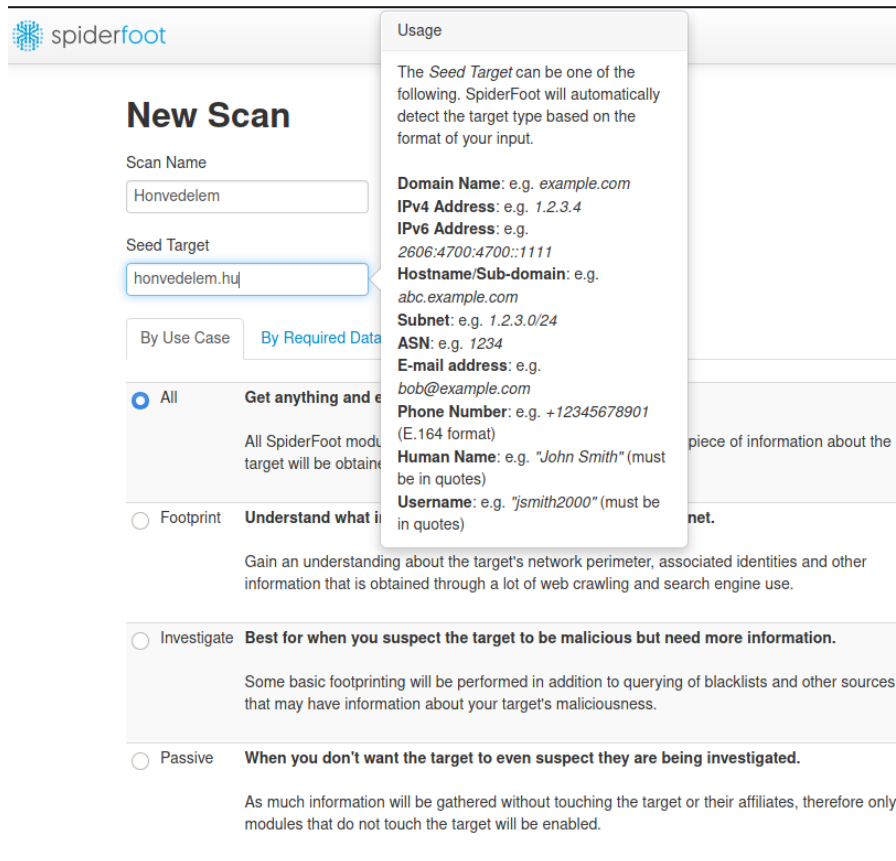 spiderfoot
New Scan
Scan Name
Honvedelem
Seed Target
honvedelem.hu
By Use Case By Required Data
Usage
The Seed Target can be one of the
following. SpiderFoot will automatically
detect the target type based on the
format of your input.
Domain Name: e.g. example.com
IPv4 Address: e.g. 1.2.3.4
IPv6 Address: e.g.
2606:4700:4700::1111
Hostname/Sub-domain: e.g.
abc.example.com
Subnet: e.g. 1.2.3.0/24
ASN: e.g. 1234
E-mail address: e.g.
bob@example.com
Phone Number: e.g. +12345678901
(E.164 format)
Human Name: e.g. "John Smith" (must
be in quotes)
Username: e.g. "jsmith2000" (must be
in quotes)
All Get anything and
All SpiderFoot piece of information about the
target will be
Footprint Understand what net.
Gain an understanding about the target's network perimeter, associated identities and other
information that is obtained through a lot of web crawling and search engine use.
Investigate Best for when you suspect the target to be malicious but need more information.
Some basic footprinting will be performed in addition to querying of blacklists and other sources
that may have information about your target's maliciousness.
Passive When you don't want the target to even suspect they are being investigated.
As much information will be gathered without touching the target or their affiliates, therefore only
modules that do not touch the target will be enabled.